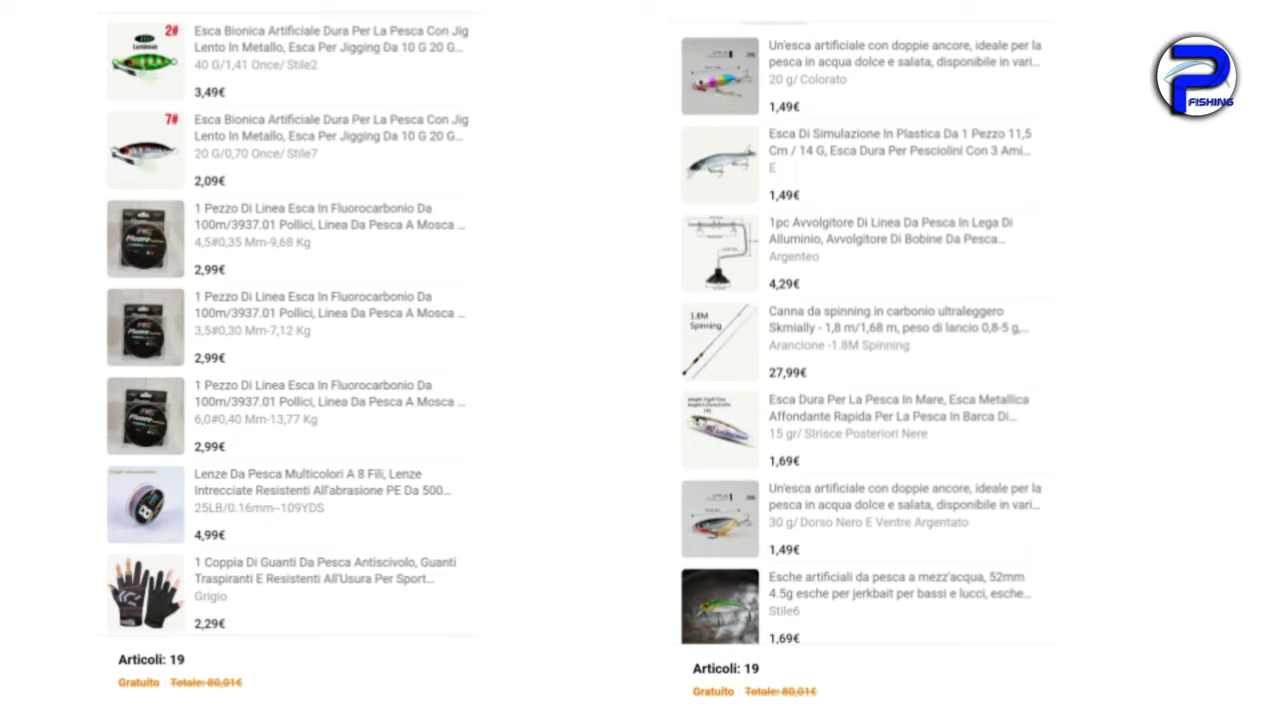 2#
Luminous
Esca Bionica Artificiale Dura Per La Pesca Con Jig
Lento In Metallo, Esca Per Jigging Da 10 G 20 G...
40 G/1,41 Once/ Stile2
3,49€
7#
Esca Bionica Artificiale Dura Per La Pesca Con Jig
Lento In Metallo, Esca Per Jigging Da 10 G 20 G...
20 G/0,70 Once/ Stile7
2,09€
1 Pezzo Di Linea Esca In Fluorocarbonio Da
100m/3937.01 Pollici, Linea Da Pesca A Mosca ...
4,5#0,35 Mm-9,68 Kg
2,99€
1 Pezzo Di Linea Esca In Fluorocarbonio Da
100m/3937.01 Pollici, Linea Da Pesca A Mosca ...
3,5#0,30 Mm-7,12 Kg
2,99€
1 Pezzo Di Linea Esca In Fluorocarbonio Da
100m/3937.01 Pollici, Linea Da Pesca A Mosca ...
6,0#0,40 Mm-13,77 Kg
2,99€
Lenze Da Pesca Multicolori A 8 Fili, Lenze
Intrecciate Resistenti All'abrasione PE Da 500...
25LB/0.16mm--109YDS
4,99€
1 Coppia Di Guanti Da Pesca Antiscivolo, Guanti
Traspiranti E Resistenti All'Usura Per Sport...
Grigio
2,29€
Articoli: 19
Gratuito Totale: 80,01€
Un'esca artificiale con doppie ancore, ideale per la
pesca in acqua dolce e salata, disponibile in vari...
20 g/ Colorato
1,49€
Esca Di Simulazione In Plastica Da 1 Pezzo 11,5
Cm / 14 G, Esca Dura Per Pesciolini Con 3 Ami...
E
1,49€
1pc Avvolgitore Di Linea Da Pesca In Lega Di
Alluminio, Avvolgitore Di Bobine Da Pesca...
Argenteo
4,29€
1.8M
Spinning
Canna da spinning in carbonio ultraleggero
Skmially - 1,8 m/1,68 m, peso di lancio 0,8-5 g,...
Arancione -1.8M Spinning
27,99€
Esca Dura Per La Pesca In Mare, Esca Metallica
Affondante Rapida Per La Pesca In Barca Di...
15 gr/ Strisce Posteriori Nere
1,69€
Un'esca artificiale con doppie ancore, ideale per la
pesca in acqua dolce e salata, disponibile in vari...
30 g/ Dorso Nero E Ventre Argentato
1,49€
Esche artificiali da pesca a mezz'acqua, 52mm
4.5g esche per jerkbait per bassi e lucci, esche...
Stile6
1,69€
Articoli: 19
Gratuito Totale: 80,01€
P
FISHING